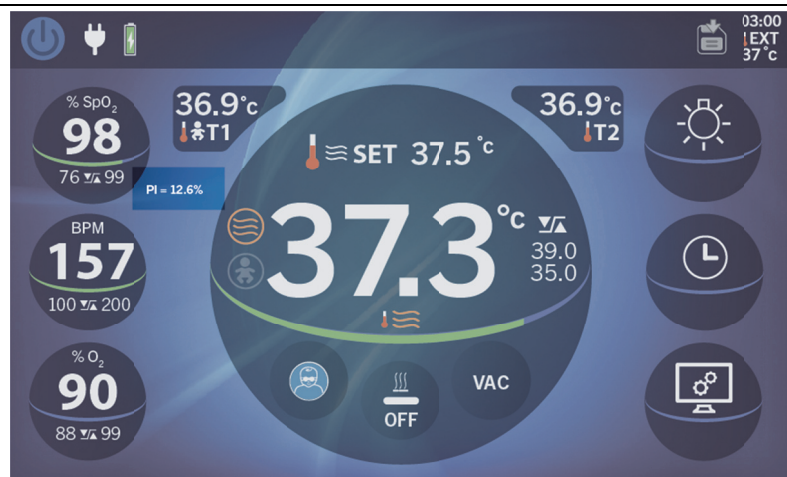 03:00
EXT
37°c
% SpO₂
98
76 99
PI = 12.6%
36.9°c
T1
36.9°c
T2
SET 37.5 °c
37.3 °c
39.0
35.0
BPM
157
100 200
% O₂
90
88 99
OFF
VAC